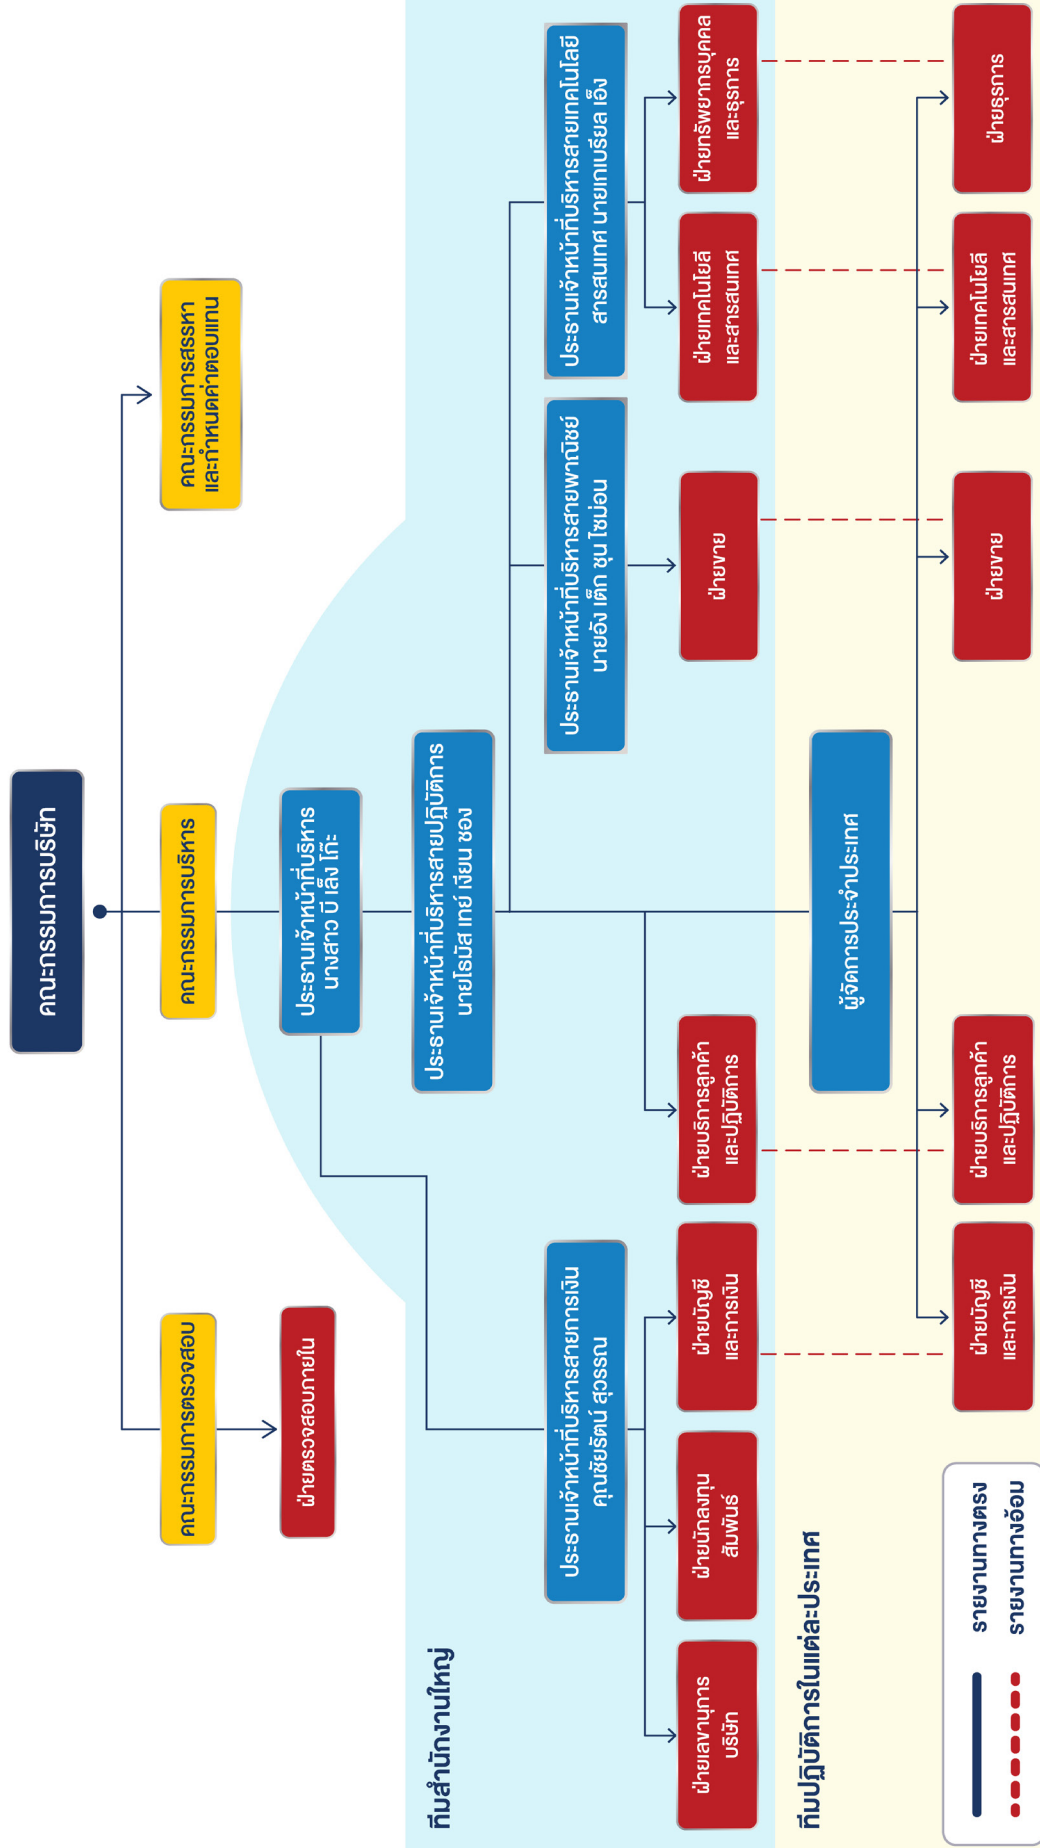 คณะกรรมการบริษัท
คณะกรรมการตรวจสอบ
คณะกรรมการบริหาร
คณะกรรมการสรรหา
และกำหนดค่าตอบแทน
ฝ่ายตรวจสอบภายใน
ประธานเจ้าหน้าที่บริหาร
นางสาว บี เล็ง โก๊ะ
ทีมสำนักงานใหญ่
ประธานเจ้าหน้าที่บริหารสายปฏิบัติการ
นายโธมัส เทย์ เงียน ชอง
ประธานเจ้าหน้าที่บริหารสายการเงิน
คุณชัยรัตน์ สุวรรณ
ประธานเจ้าหน้าที่บริหารสายพาณิชย์
นายอัง เต็ก ชุน ไซม่อน
ประธานเจ้าหน้าที่บริหารสายเทคโนโลยี
สารสนเทศ นายเกเบรียล เอ็ง
ฝ่ายเลขานุการ
บริษัท
ฝ่ายนักลงทุน
สัมพันธ์
ฝ่ายบัญชี
และการเงิน
ฝ่ายบริการลูกค้า
และปฏิบัติการ
ฝ่ายขาย
ฝ่ายเทคโนโยลี
และสารสนเทศ
ฝ่ายทรัพยากรบุคคล
และธุรการ
ทีมปฏิบัติการในแต่ละประเทศ
ผู้จัดการประจำประเทศ
ฝ่ายบัญชี
และการเงิน
ฝ่ายบริการลูกค้า
และปฏิบัติการ
ฝ่ายขาย
ฝ่ายเทคโนโยลี
และสารสนเทศ
ฝ่ายธุรการ
รายงานทางตรง
รายงานทางอ้อม